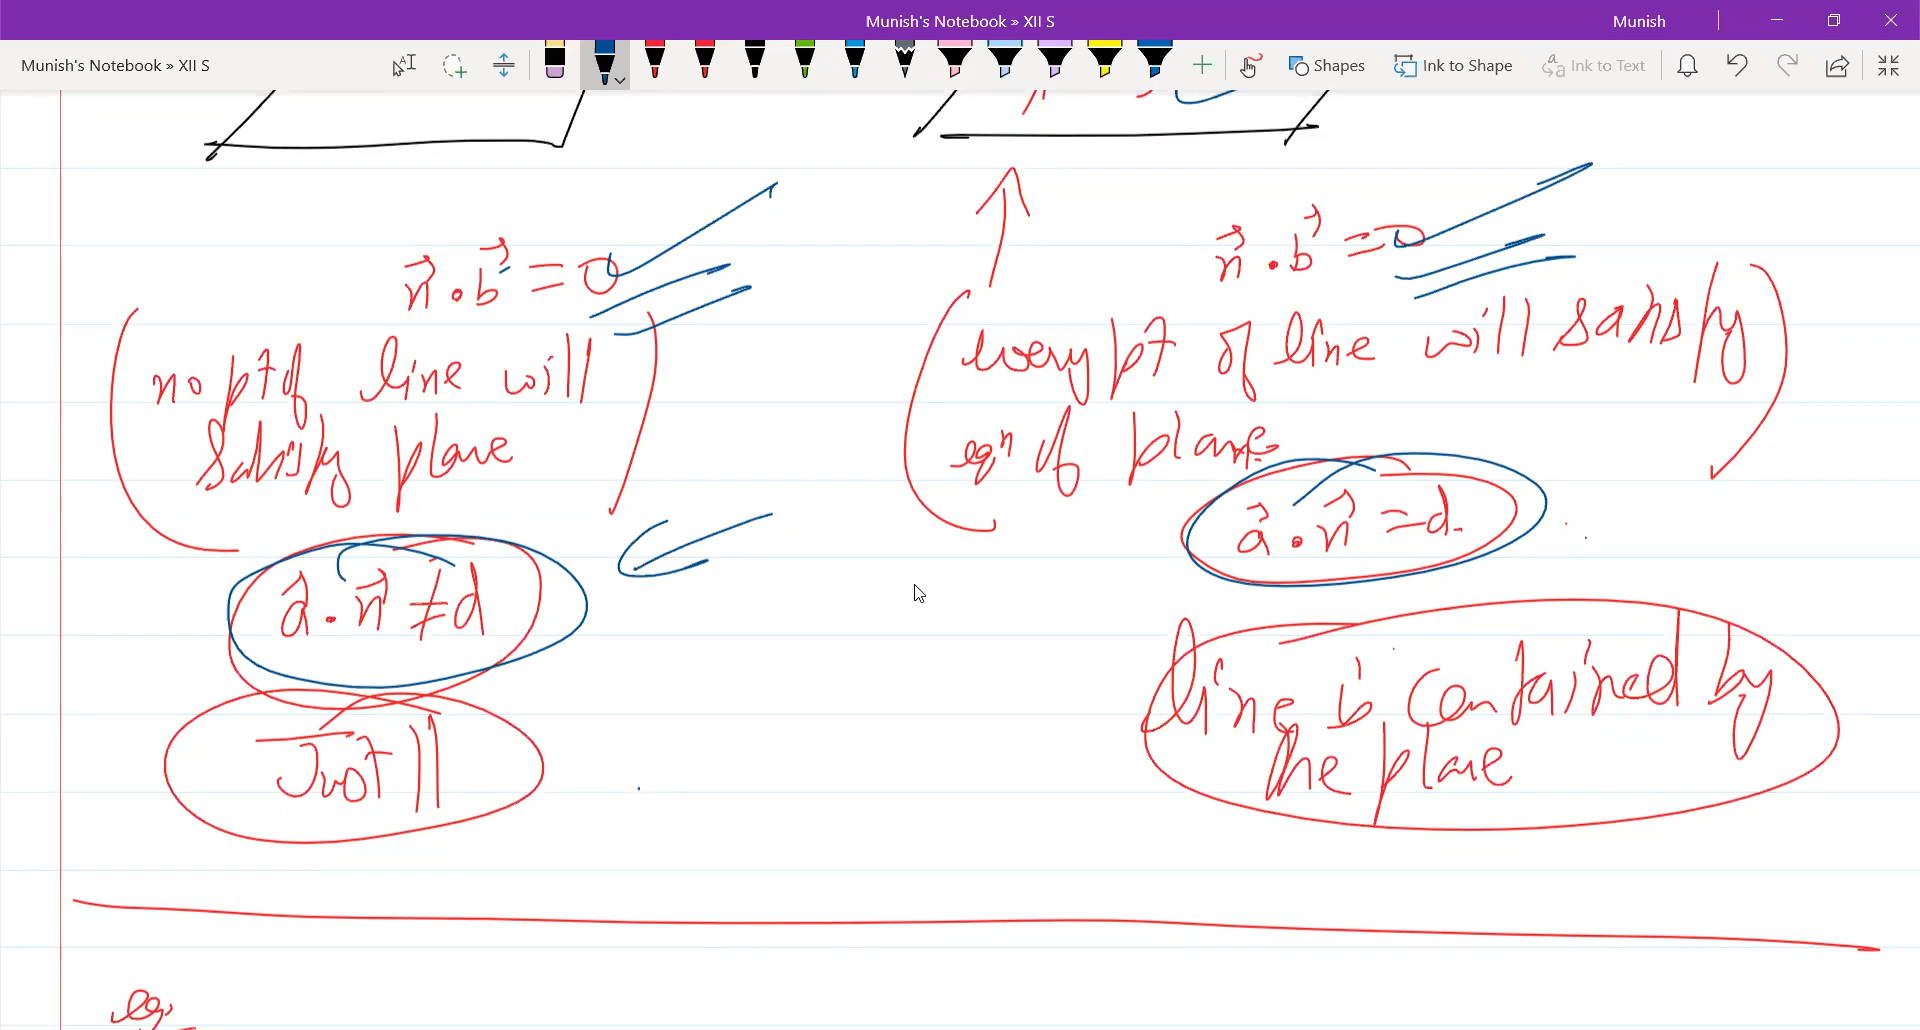 Munish's Notebook » XII S
Munish
Munish's Notebook » XII S
Shapes
Ink to Shape
Ink to Text
n⃗ . b⃗ = 0
(no pt of line will
satisfy plane)
a⃗ . n⃗ ≠ d
Just ||
n⃗ . b⃗ = 0
(every pt of line will satisfy
eqⁿ of plane)
a⃗ . n⃗ = d.
line is contained by
the plane
eg.